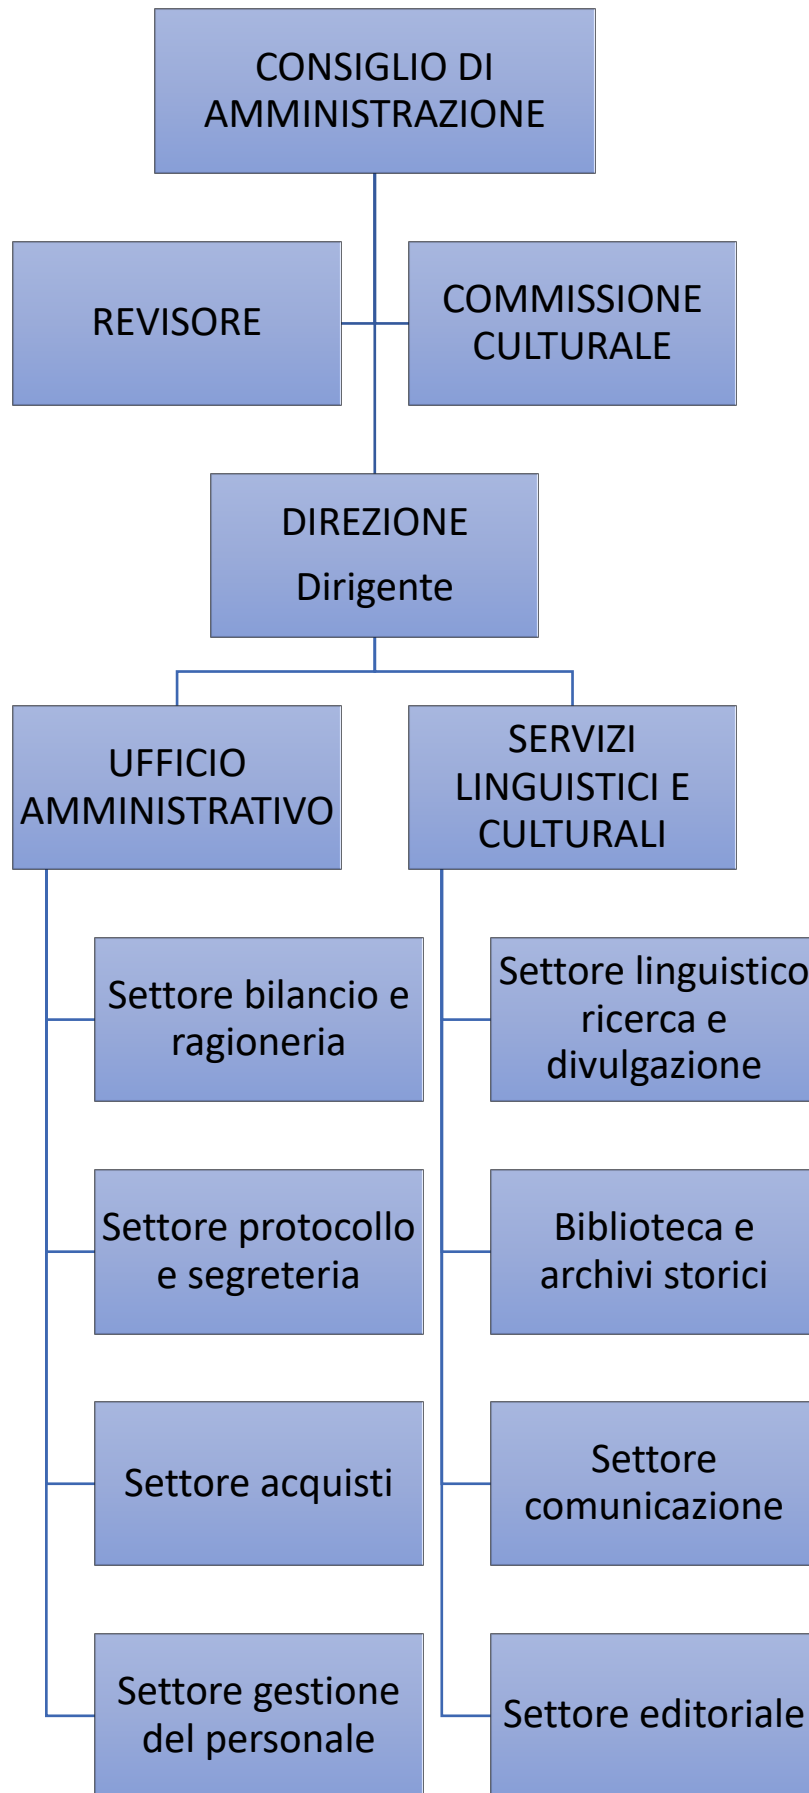 CONSIGLIO DI
AMMINISTRAZIONE
REVISORE
COMMISSIONE
CULTURALE
DIREZIONE
Dirigente
UFFICIO
AMMINISTRATIVO
SERVIZI
LINGUISTICI E
CULTURALI
Settore bilancio e
ragioneria
Settore protocollo
e segreteria
Settore acquisti
Settore gestione
del personale
Settore linguistico
ricerca e
divulgazione
Biblioteca e
archivi storici
Settore
comunicazione
Settore editoriale